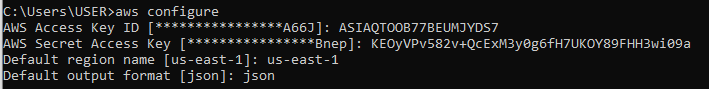 C:\Users\USER>aws configure
AWS Access Key ID [****************A66J]: ASIAQTOOB77BEUMJYDS7
AWS Secret Access Key [****************Bnep]: KEOyVPv582v+QcExM3y0g6fH7UKOY89FHH3wi09a
Default region name [us-east-1]: us-east-1
Default output format [json]: json